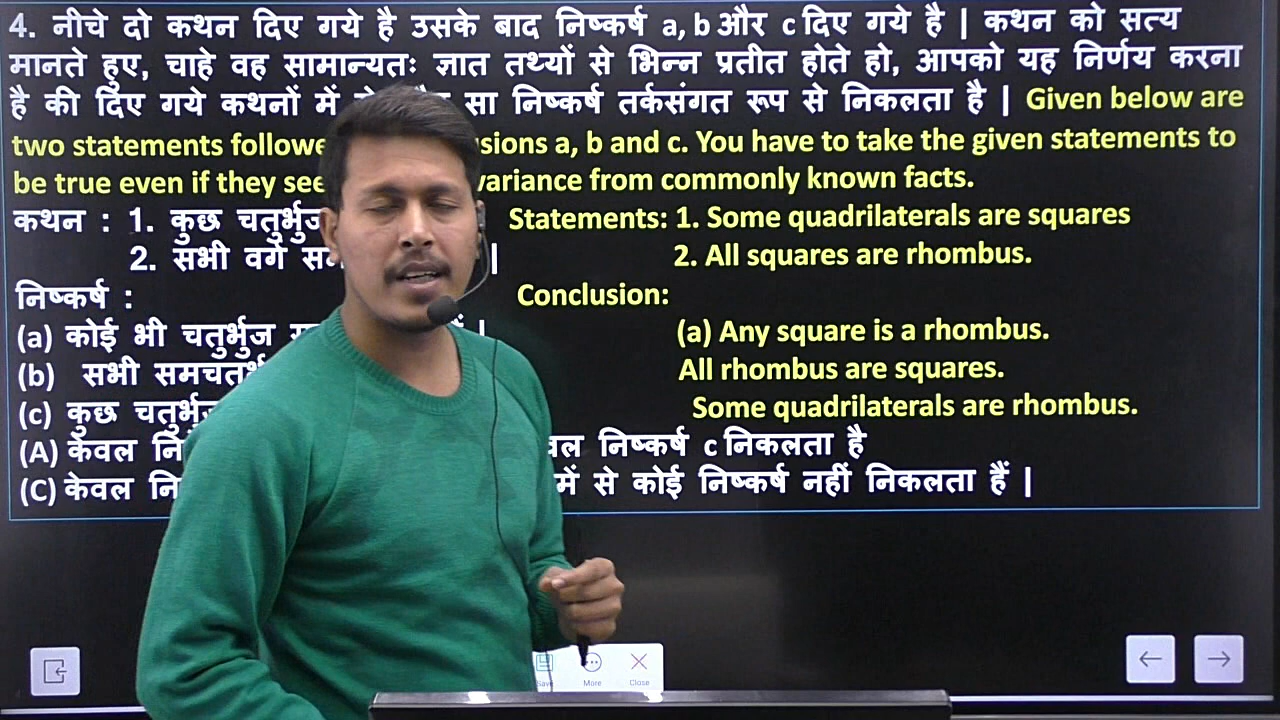 4. नीचे दो कथन दिए गये है उसके बाद निष्कर्ष a, b और c दिए गये है | कथन को सत्य
मानते हुए, चाहे वह सामान्यतः ज्ञात तथ्यों से भिन्न प्रतीत होते हो, आपको यह निर्णय करना
है की दिए गये कथनों में सा निष्कर्ष तर्कसंगत रूप से निकलता है | Given below are
two statements a, b and c. You have to take the given statements to
be true even if they variance from commonly known facts.
कथन : 1. कुछ Statements: 1. Some quadrilaterals are squares
2. सभी वर्ग | 2. All squares are rhombus.
निष्कर्ष : Conclusion:
(a) कोई भी चतुर्भुज | (a) Any square is a rhombus.
(b) सभी All rhombus are squares.
(c) कुछ Some quadrilaterals are rhombus.
(A) केवल निष्कर्ष c निकलता है
(C) केवल में से कोई निष्कर्ष नहीं निकलता हैं |
Save More Close